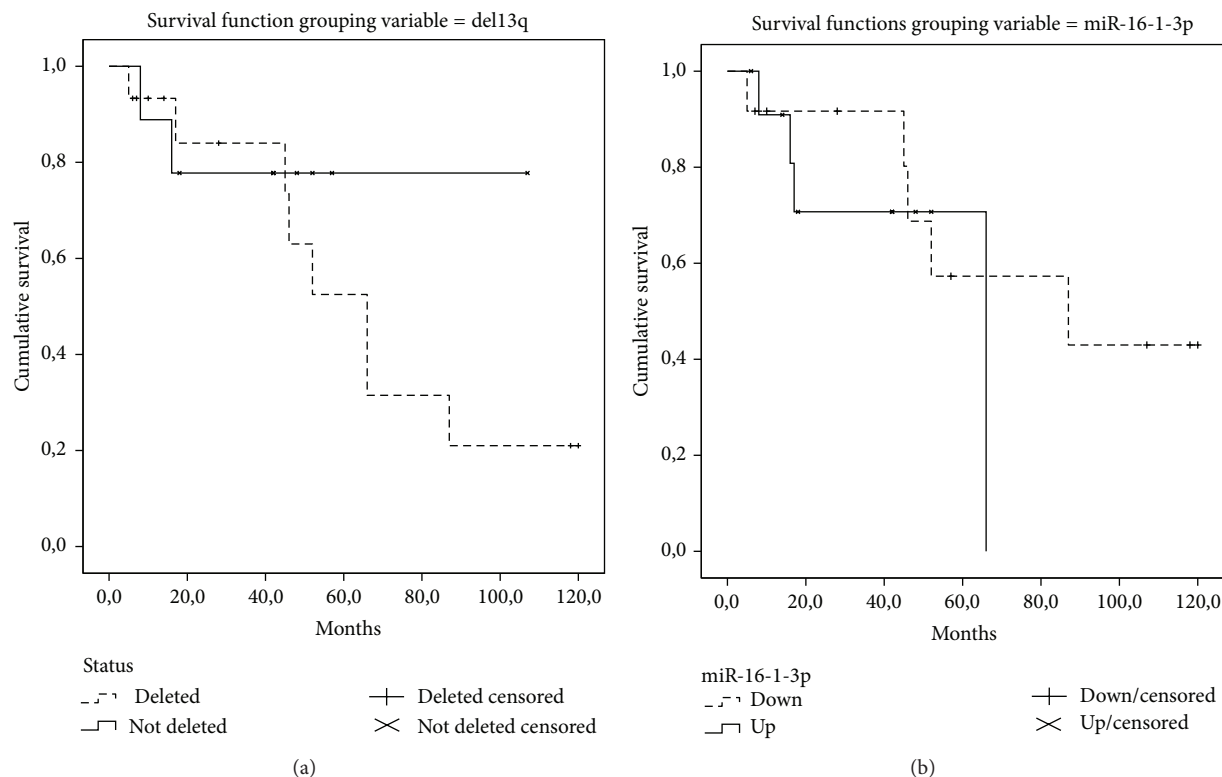 Survival function grouping variable = del13q
Cumulative survival
1,0
0,8
0,6
0,4
0,2
0,0
0,0 20,0 40,0 60,0 80,0 100,0 120,0
Months
Status
Deleted
Not deleted
Deleted censored
Not deleted censored
(a)
Survival functions grouping variable = miR-16-1-3p
Cumulative survival
1,0
0,8
0,6
0,4
0,2
0,0
0,0 20,0 40,0 60,0 80,0 100,0 120,0
Months
miR-16-1-3p
Down
Up
Down/censored
Up/censored
(b)